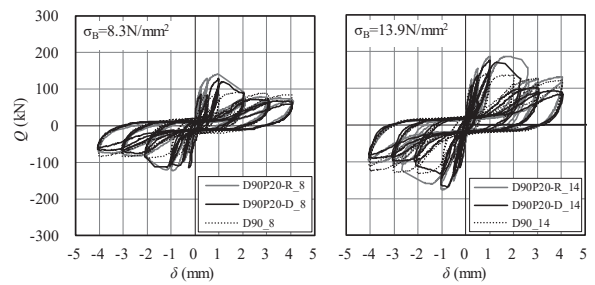 σB=8.3N/mm²
300
200
100
0
-100
-200
-300
Q (kN)
D90P20-R_8
D90P20-D_8
D90_8
-5 -4 -3 -2 -1 0 1 2 3 4 5
δ (mm)
σB=13.9N/mm²
D90P20-R_14
D90P20-D_14
D90_14
-5 -4 -3 -2 -1 0 1 2 3 4 5
δ (mm)